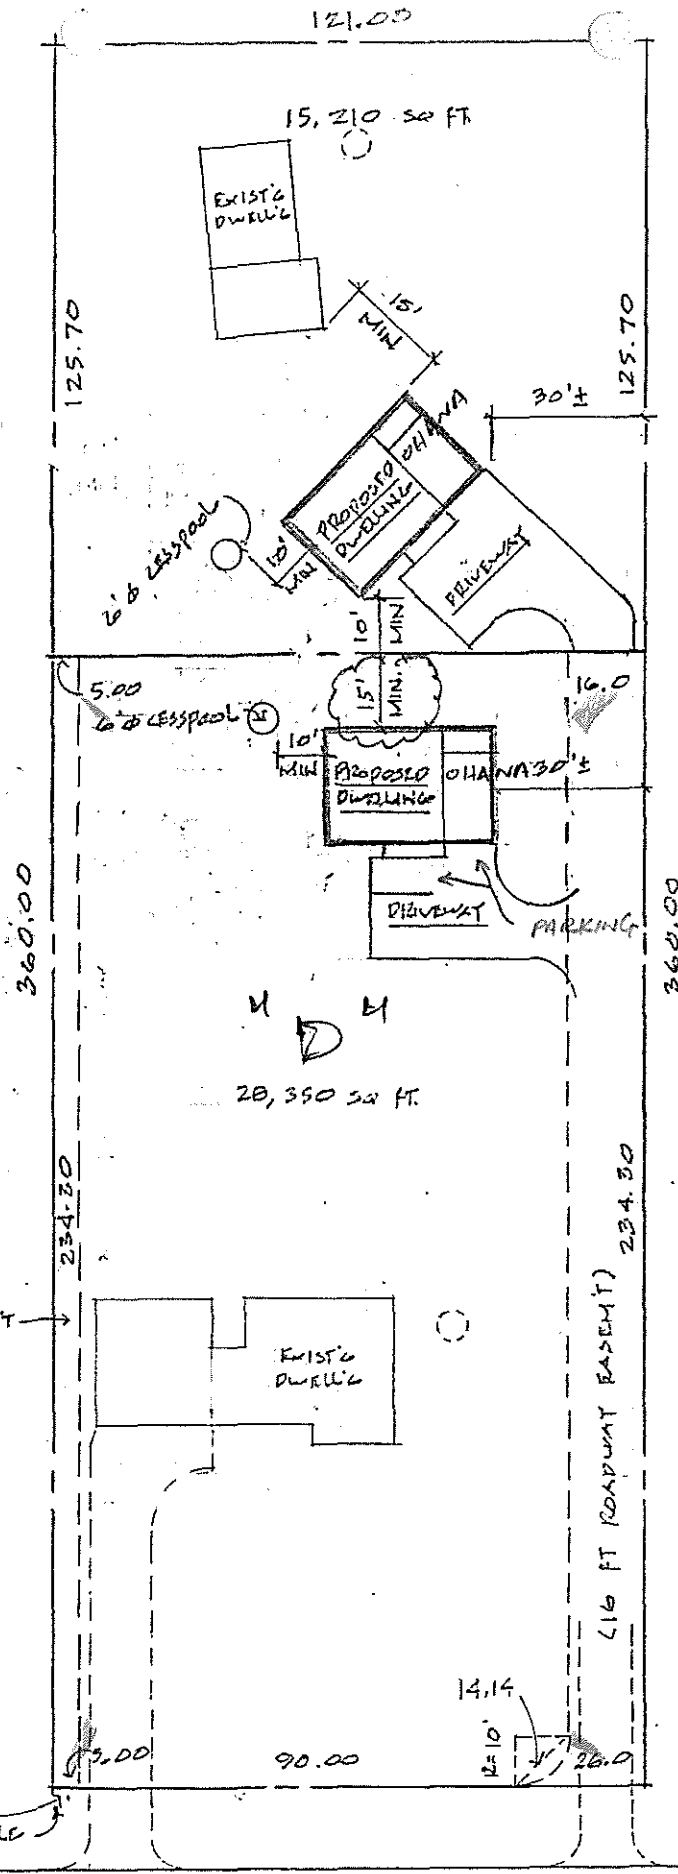 121.00
15,210 SQ FT.
EXIST'G
DWELL'G
15'
MIN
125.70
125.70
30'±
PROPOSED
DWELLING
OHANA
DRIVEWAY
6'ø CESSPOOL
10'
MIN
10'
MIN
5.00
16.0
6'ø CESSPOOL
15'
MIN.
10'
MIN
PROPOSED
DWELLING
OHANA
30'±
DRIVEWAY
PARKING
360.00
360.00
28,350 SQ FT.
234.30
234.30
EXIST'G
DWELL'G
(16 FT ROADWAY EASEM'T)
14.14
R=10'
5.00
90.00
26.0